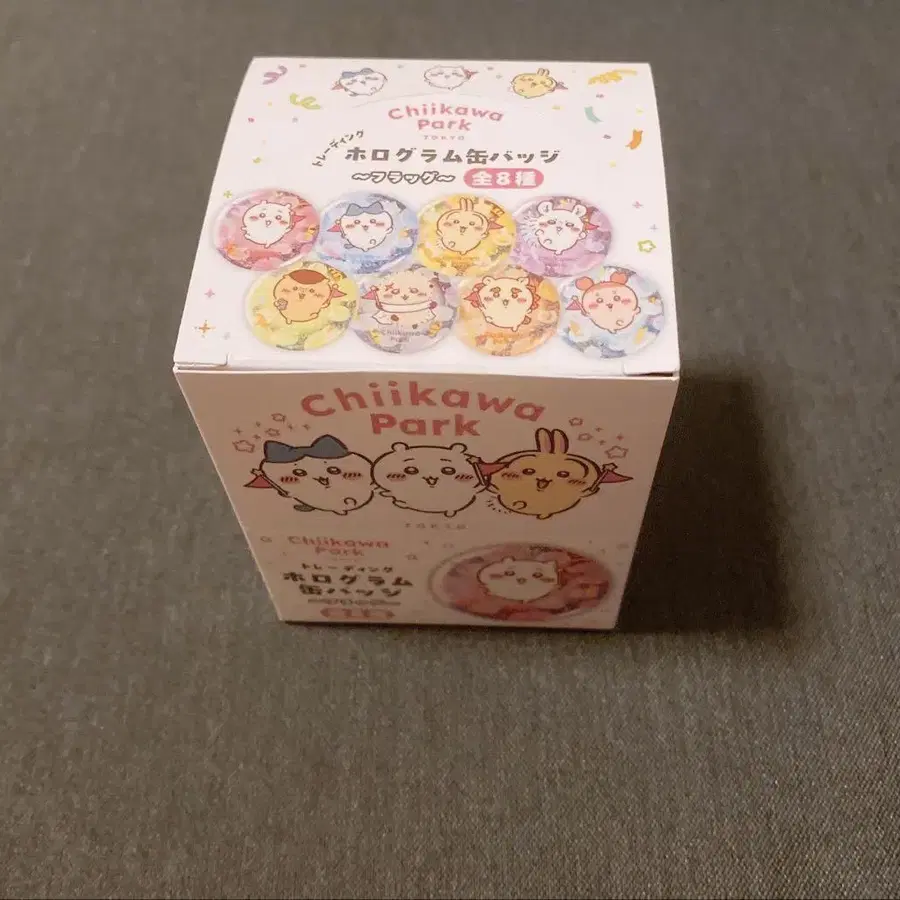 Chiikawa
Park
TOKYO
トレーディング
ホログラム缶バッジ
～フラッグ～ 全8種
Chiikawa
Park
TOKYO
Chiikawa
Park
トレーディング
ホログラム
缶バッジ